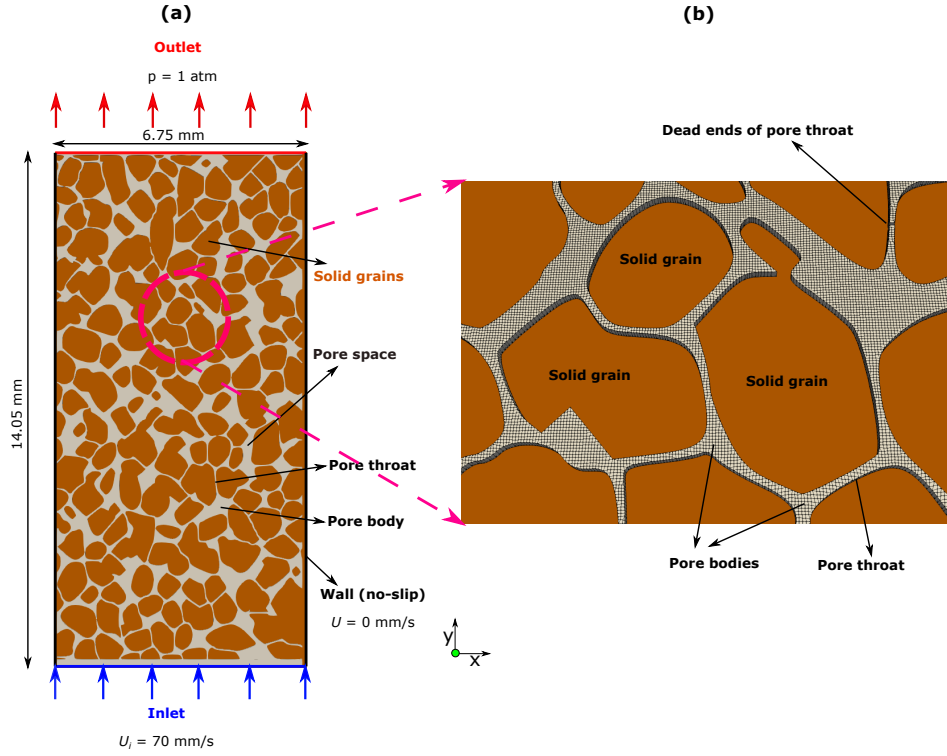 (a)
Outlet
p = 1 atm
6.75 mm
14.05 mm
Solid grains
Pore space
Pore throat
Pore body
Wall (no-slip)
U = 0 mm/s
Inlet
Uᵢ = 70 mm/s
(b)
Dead ends of pore throat
Solid grain
Solid grain
Solid grain
Pore bodies
Pore throat
y
x